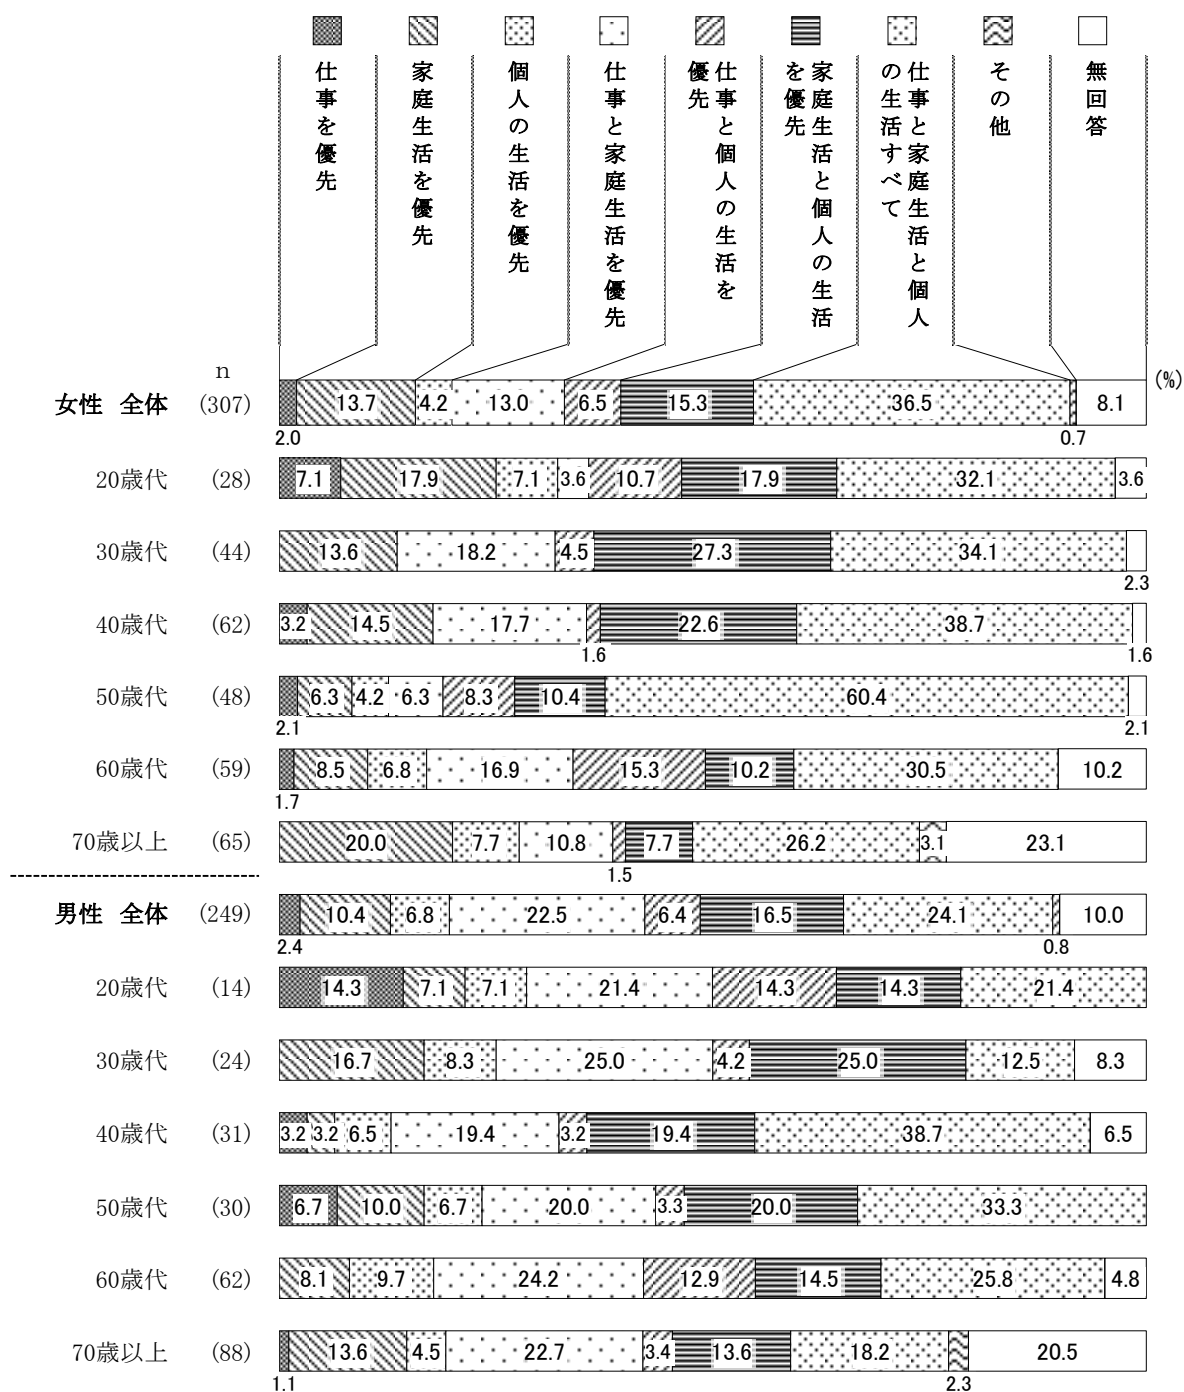 仕事を優先
家庭生活を優先
個人の生活を優先
仕事と家庭生活を優先
仕事と個人の生活を
優先
家庭生活と個人の生活
を優先
仕事と家庭生活と個人
の生活すべて
その他
無回答
n
(%)
女性 全体 (307) 13.7 4.2 13.0 6.5 15.3 36.5 8.1
2.0 0.7
20歳代 (28) 7.1 17.9 7.1 3.6 10.7 17.9 32.1 3.6
30歳代 (44) 13.6 18.2 4.5 27.3 34.1
2.3
40歳代 (62) 3.2 14.5 17.7 22.6 38.7
1.6 1.6
50歳代 (48) 6.3 4.2 6.3 8.3 10.4 60.4
2.1 2.1
60歳代 (59) 8.5 6.8 16.9 15.3 10.2 30.5 10.2
1.7
70歳以上 (65) 20.0 7.7 10.8 7.7 26.2 3.1 23.1
1.5
男性 全体 (249) 10.4 6.8 22.5 6.4 16.5 24.1 10.0
2.4 0.8
20歳代 (14) 14.3 7.1 7.1 21.4 14.3 14.3 21.4
30歳代 (24) 16.7 8.3 25.0 4.2 25.0 12.5 8.3
40歳代 (31) 3.2 3.2 6.5 19.4 3.2 19.4 38.7 6.5
50歳代 (30) 6.7 10.0 6.7 20.0 3.3 20.0 33.3
60歳代 (62) 8.1 9.7 24.2 12.9 14.5 25.8 4.8
70歳以上 (88) 13.6 4.5 22.7 3.4 13.6 18.2 20.5
1.1 2.3